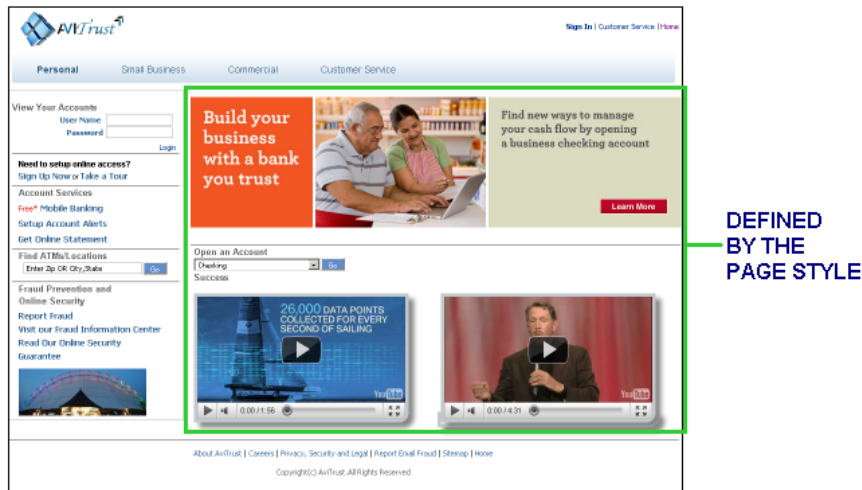 AVITrust
Sign In | Customer Service | Home
Personal Small Business Commercial Customer Service
View Your Accounts
User Name
Password
Login
Need to setup online access?
Sign Up Now or Take a Tour
Account Services
Free* Mobile Banking
Setup Account Alerts
Get Online Statement
Find ATMs/Locations
Enter Zip OR City,State Go
Fraud Prevention and
Online Security
Report Fraud
Visit our Fraud Information Center
Read Our Online Security
Guarantee
Build your
business
with a bank
you trust
Find new ways to manage
your cash flow by opening
a business checking account
Learn More
Open an Account
Checking Go
Success
26,000 DATA POINTS
COLLECTED FOR EVERY
SECOND OF SAILING
YouTube
0:00 / 1:56
YouTube
0:00 / 4:31
About AviTrust | Careers | Privacy, Security and Legal | Report Email Fraud | Sitemap | Home
Copyright(c) AviTrust .All Rights Reserved
DEFINED
BY THE
PAGE STYLE